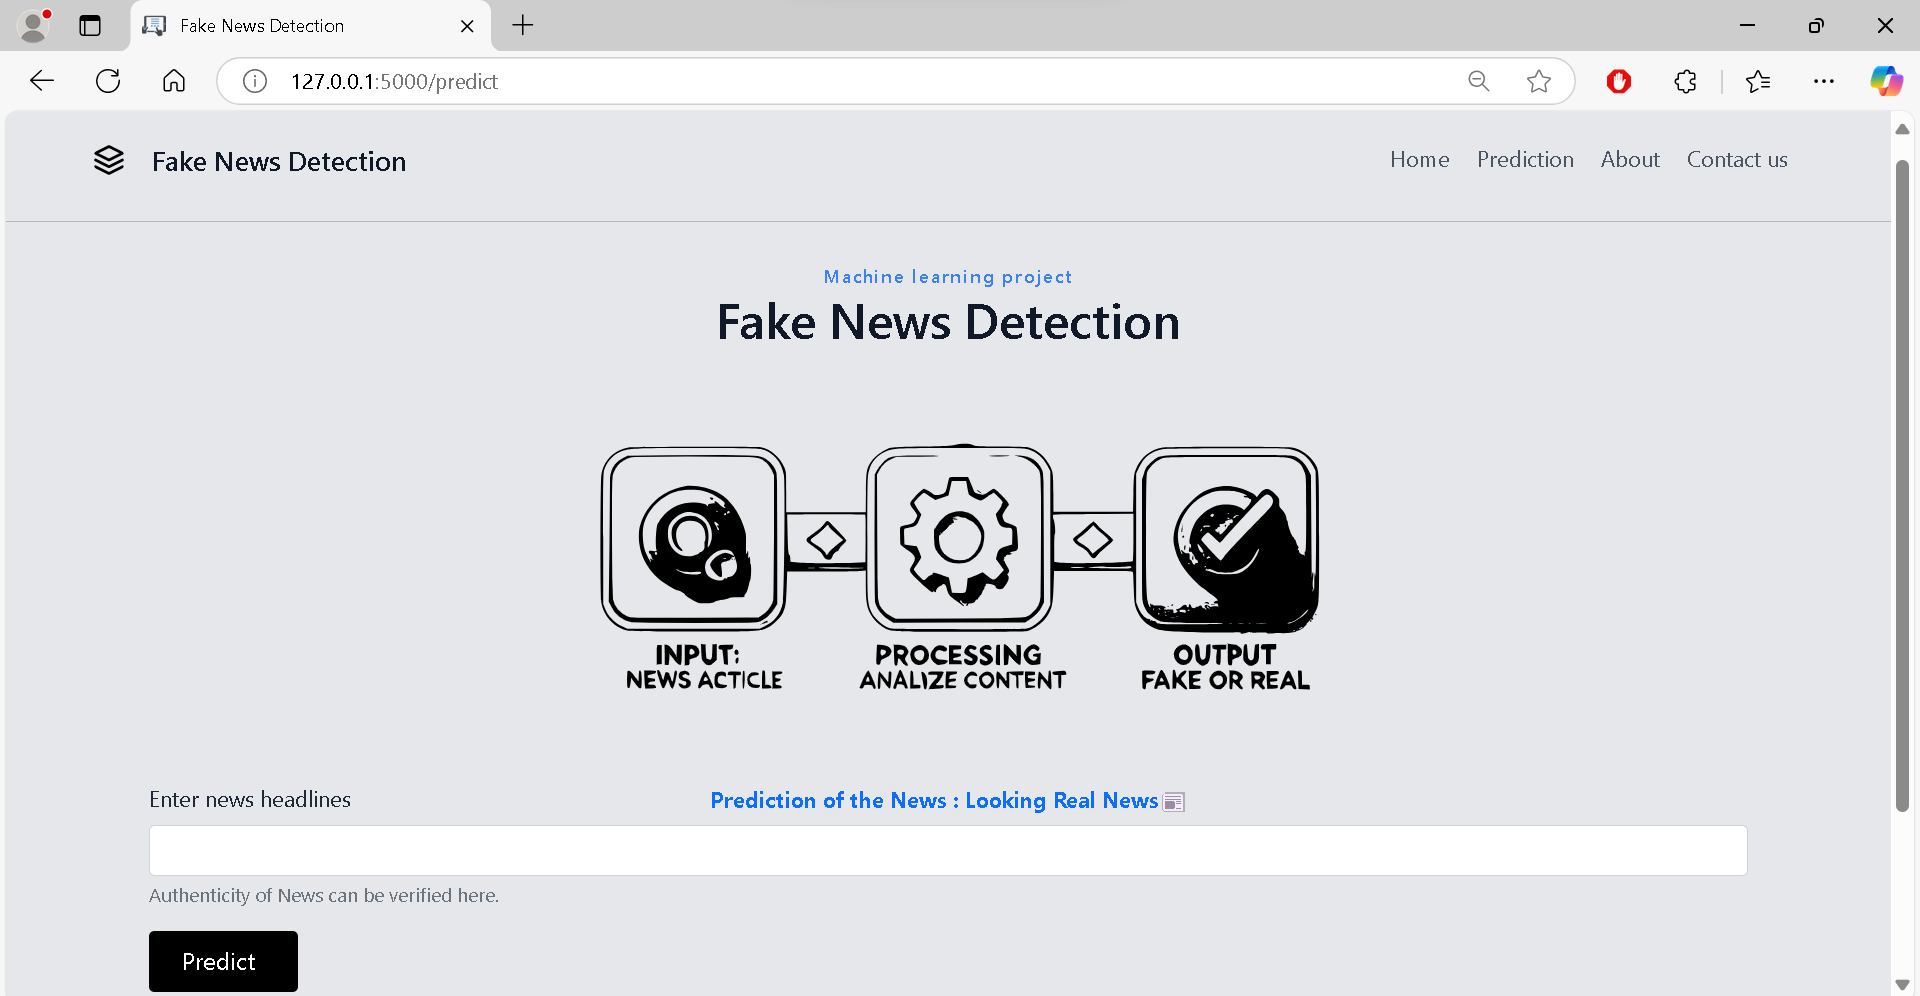 Fake News Detection
127.0.0.1:5000/predict
Fake News Detection
Home Prediction About Contact us
Machine learning project
Fake News Detection
INPUT:
NEWS ACTICLE
PROCESSING
ANALIZE CONTENT
OUTPUT
FAKE OR REAL
Enter news headlines
Prediction of the News : Looking Real News
Authenticity of News can be verified here.
Predict